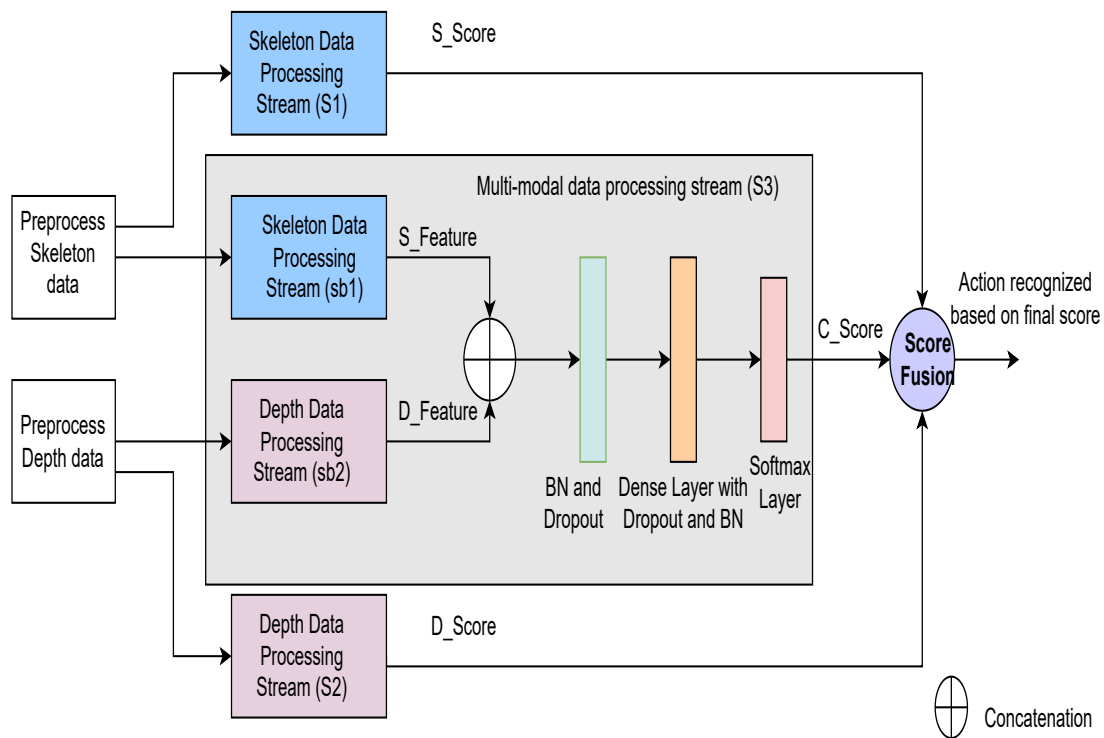 Skeleton Data
Processing
Stream (S1)
S_Score
Multi-modal data processing stream (S3)
Preprocess
Skeleton
data
Skeleton Data
Processing
Stream (sb1)
S_Feature
Action recognized
based on final score
C_Score
Score
Fusion
Preprocess
Depth data
Depth Data
Processing
Stream (sb2)
D_Feature
BN and
Dropout
Dense Layer with
Dropout and BN
Softmax
Layer
Depth Data
Processing
Stream (S2)
D_Score
Concatenation